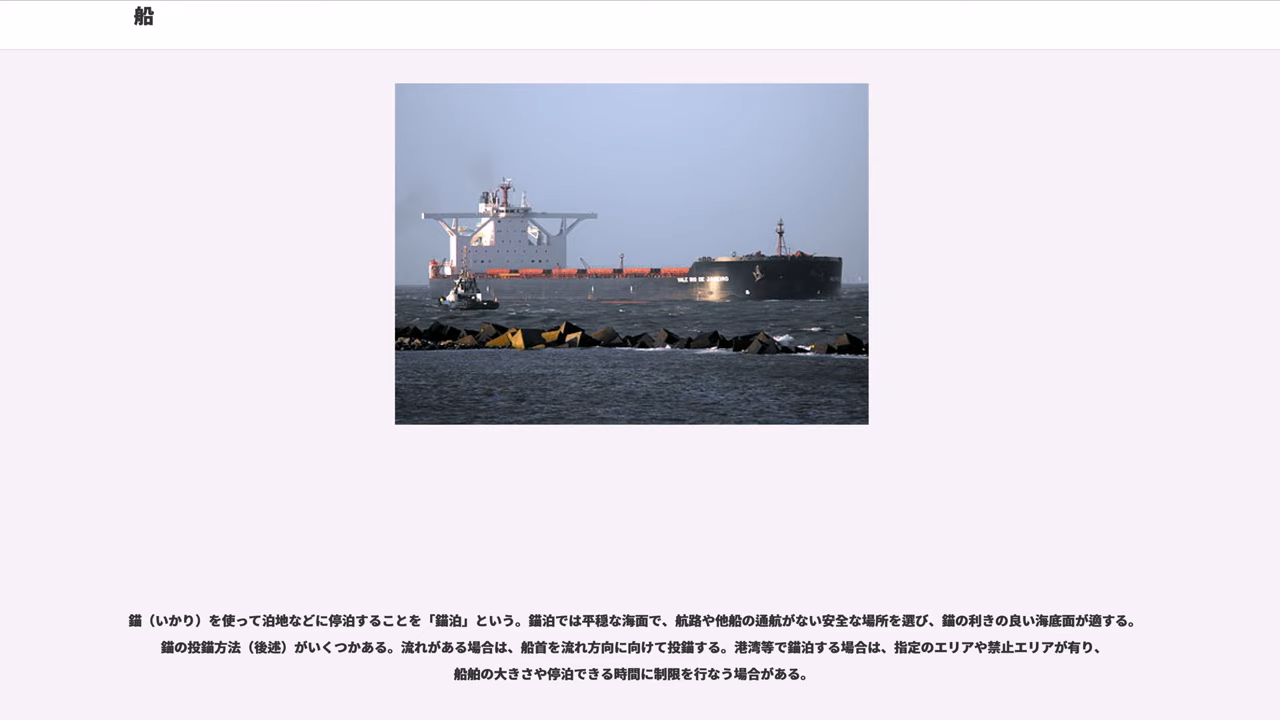 船
VALE RIO DE JANEIRO
錨（いかり）を使って泊地などに停泊することを「錨泊」という。錨泊では平穏な海面で、航路や他船の通航がない安全な場所を選び、錨の利きの良い海底面が適する。
錨の投錨方法（後述）がいくつかある。流れがある場合は、船首を流れ方向に向けて投錨する。港湾等で錨泊する場合は、指定のエリアや禁止エリアが有り、
船舶の大きさや停泊できる時間に制限を行なう場合がある。